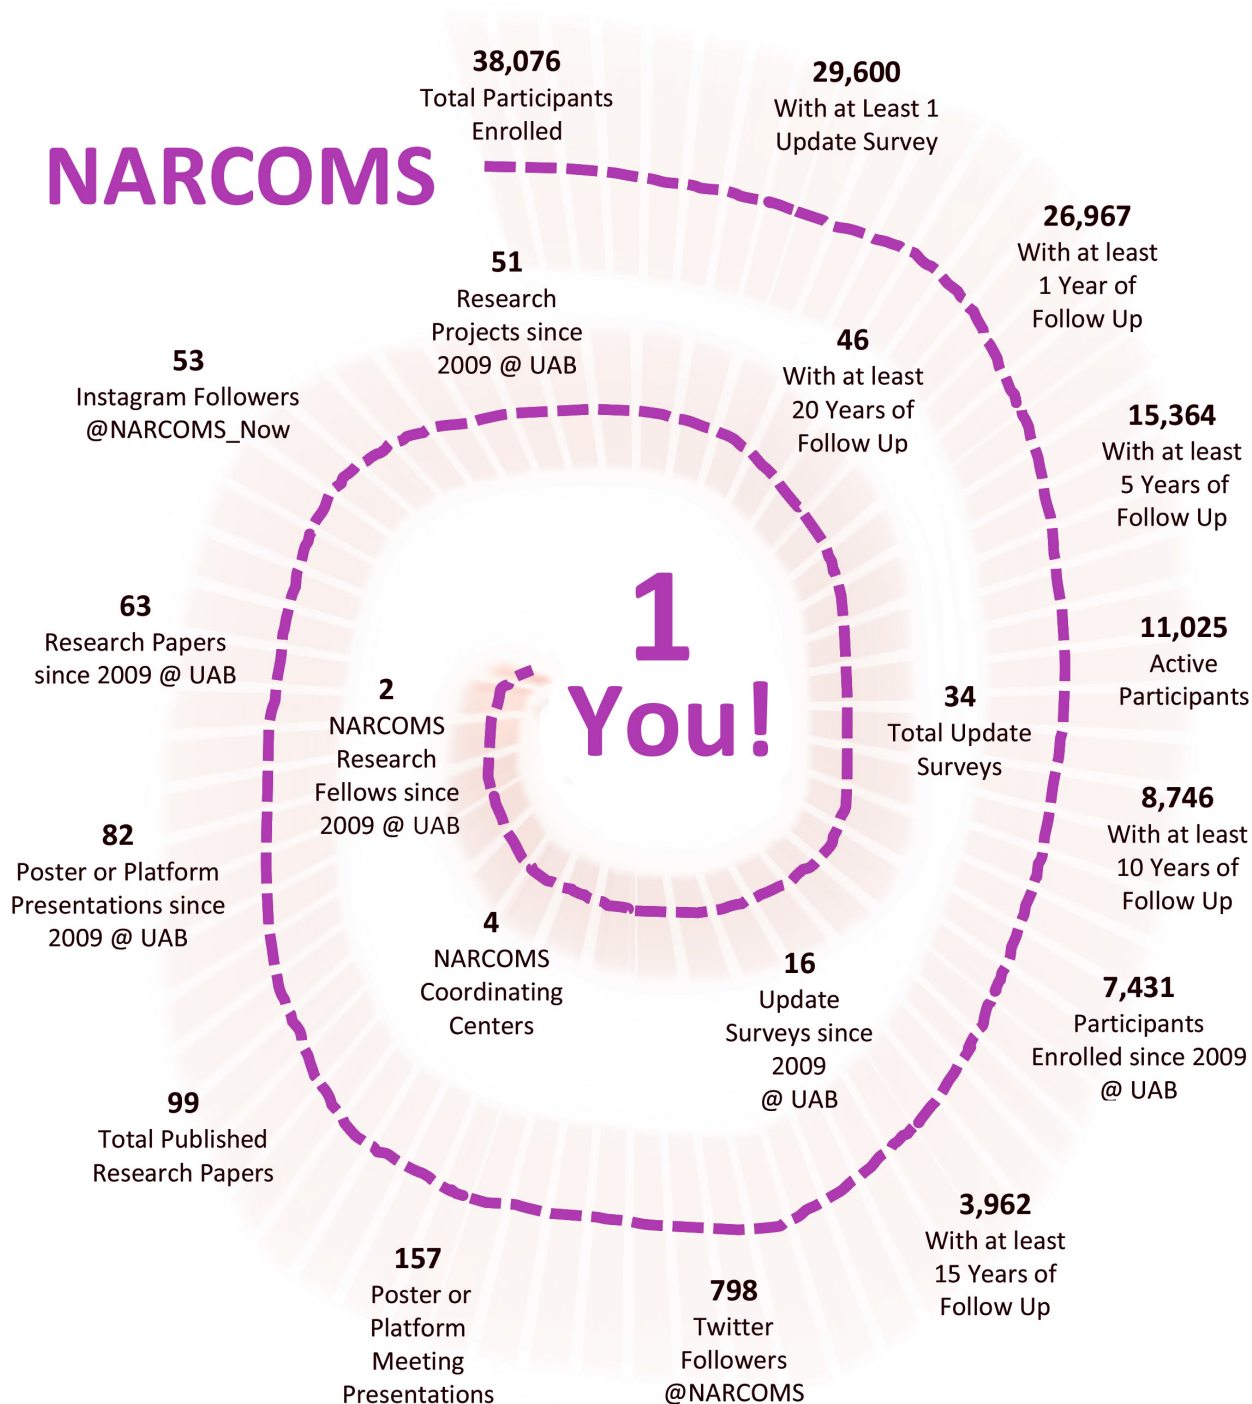 NARCOMS
38,076
Total Participants
Enrolled
29,600
With at Least 1
Update Survey
26,967
With at least
1 Year of
Follow Up
15,364
With at least
5 Years of
Follow Up
11,025
Active
Participants
8,746
With at least
10 Years of
Follow Up
7,431
Participants
Enrolled since 2009
@ UAB
3,962
With at least
15 Years of
Follow Up
798
Twitter
Followers
@NARCOMS
157
Poster or
Platform
Meeting
Presentations
99
Total Published
Research Papers
82
Poster or Platform
Presentations since
2009 @ UAB
63
Research Papers
since 2009 @ UAB
53
Instagram Followers
@NARCOMS_Now
51
Research
Projects since
2009 @ UAB
46
With at least
20 Years of
Follow Up
34
Total Update
Surveys
16
Update
Surveys since
2009
@ UAB
4
NARCOMS
Coordinating
Centers
2
NARCOMS
Research
Fellows since
2009 @ UAB
1
You!